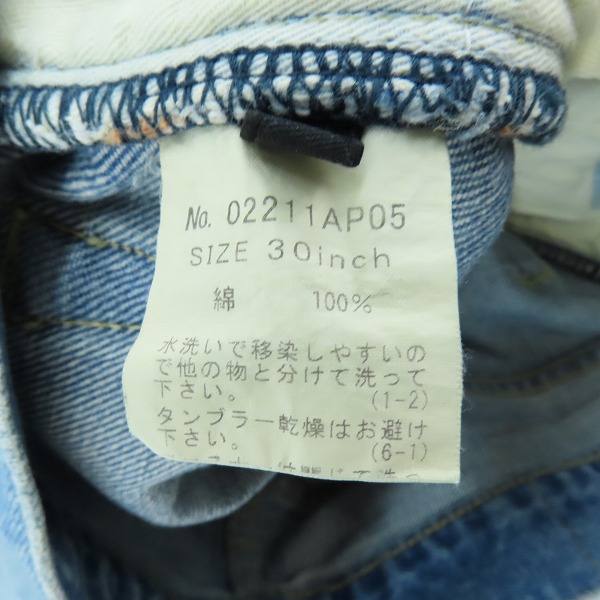 No. 02211AP05
SIZE 30inch
綿 100%
水洗いで移染しやすいの
で他の物と分けて洗って
下さい。 (1-2)
タンブラー乾燥はお避け
下さい。 (6-1)